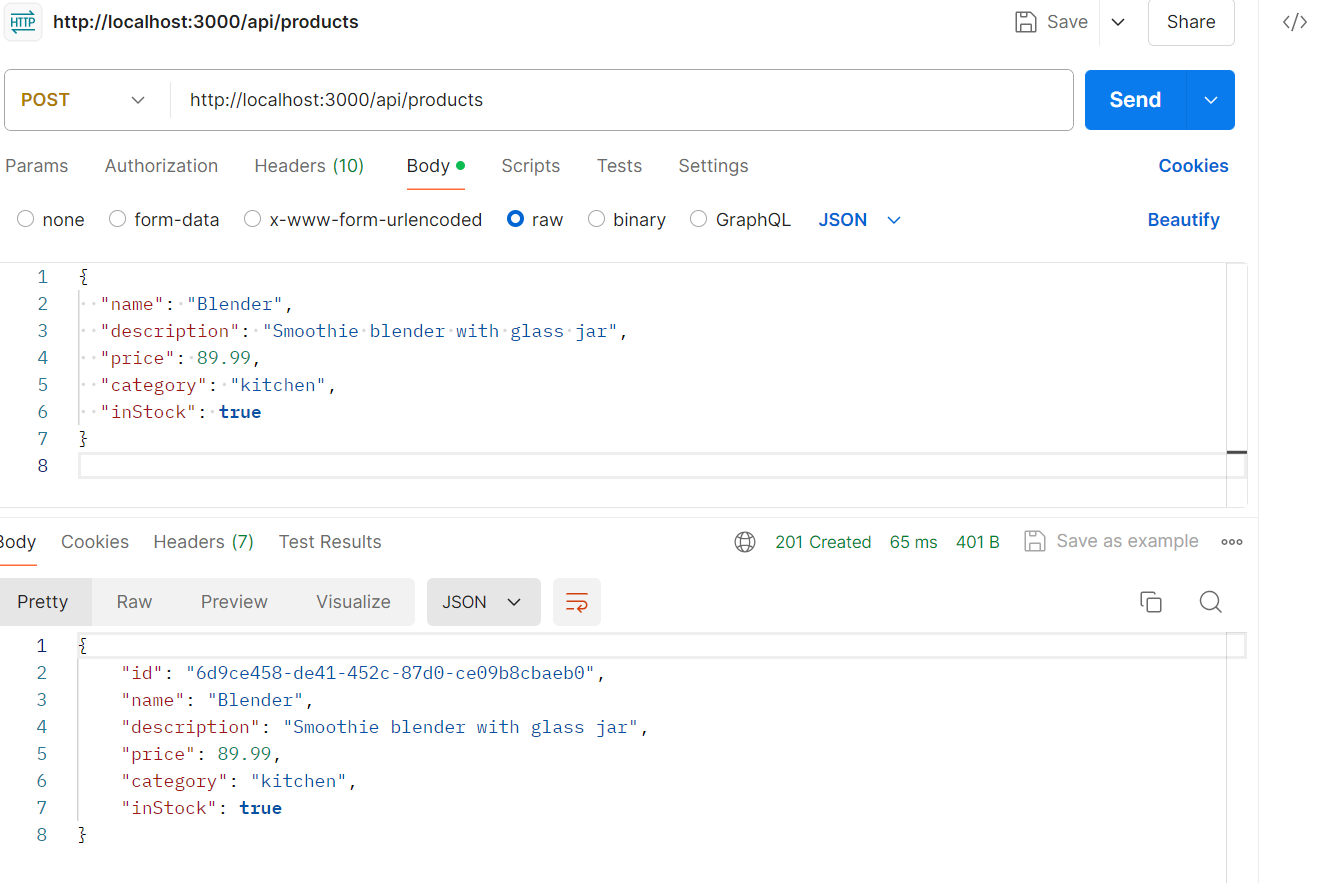 HTTP http://localhost:3000/api/products Save Share </>
POST http://localhost:3000/api/products Send
Params Authorization Headers (10) Body Scripts Tests Settings Cookies
none form-data x-www-form-urlencoded raw binary GraphQL JSON Beautify
1 {
2 "name": "Blender",
3 "description": "Smoothie blender with glass jar",
4 "price": 89.99,
5 "category": "kitchen",
6 "inStock": true
7 }
8
Body Cookies Headers (7) Test Results 201 Created 65 ms 401 B Save as example
Pretty Raw Preview Visualize JSON
1 {
2 "id": "6d9ce458-de41-452c-87d0-ce09b8cbaeb0",
3 "name": "Blender",
4 "description": "Smoothie blender with glass jar",
5 "price": 89.99,
6 "category": "kitchen",
7 "inStock": true
8 }